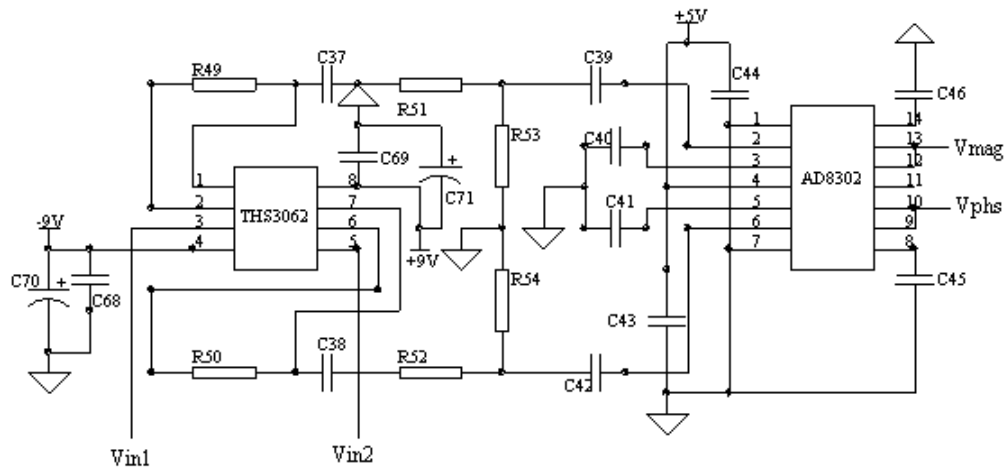 +5V
R49
C37
C39
R51
C44
C46
R53
C40
C69
C71
1
2
3
4
5
6
7
14
13
12
11
10
9
8
AD8302
Vmag
Vphs
1
2
3
4
8
7
6
5
THS3062
C41
-9V
+9V
C70
C68
R54
C45
C43
R50
C38
R52
C42
Vin1
Vin2
+
+